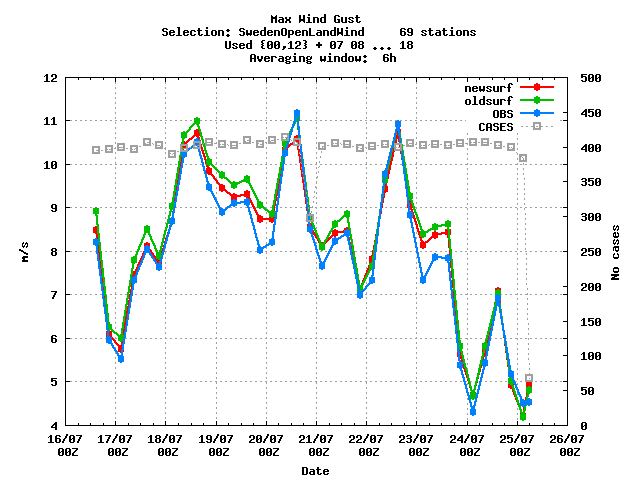 Max Wind Gust
Selection: SwedenOpenLandWind     69 stations
Used {00,12} + 07 08 ... 18
Averaging window:  6h
newsurf
oldsurf
OBS
CASES
12
11
10
9
8
7
6
5
4
m/s
500
450
400
350
300
250
200
150
100
50
0
No cases
16/07 17/07 18/07 19/07 20/07 21/07 22/07 23/07 24/07 25/07 26/07
00Z 00Z 00Z 00Z 00Z 00Z 00Z 00Z 00Z 00Z 00Z
Date